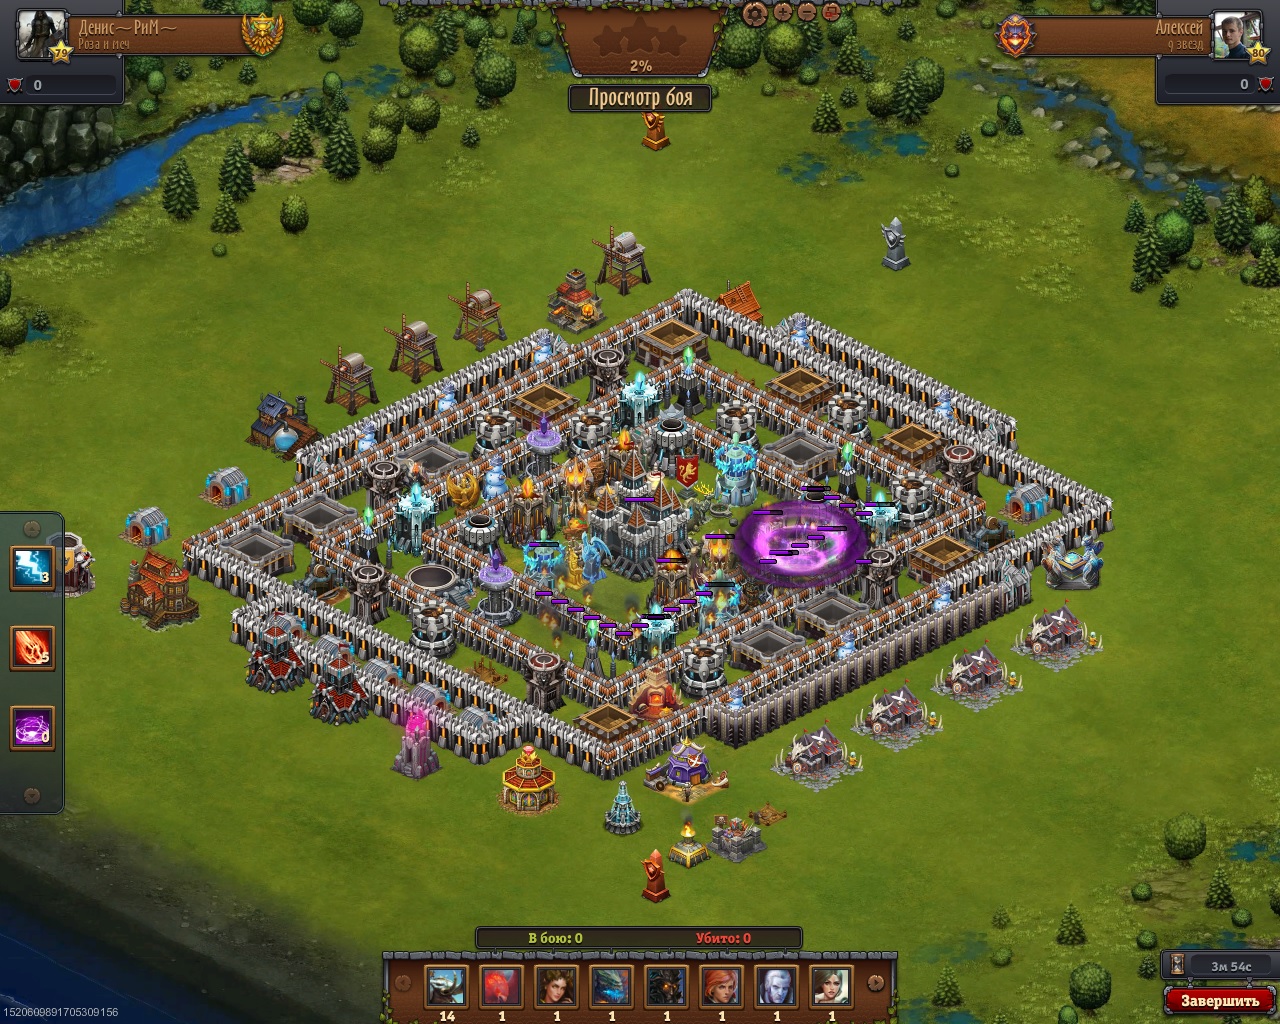 Денис~РиМ~
Роза и меч
79
0
2%
Просмотр боя
Алексей
9 звезд
80
0
3
5
0
В бою: 0
Убито: 0
14 1 1 1 1 1 1 1
3м 54с
Завершить
1520609891705309156